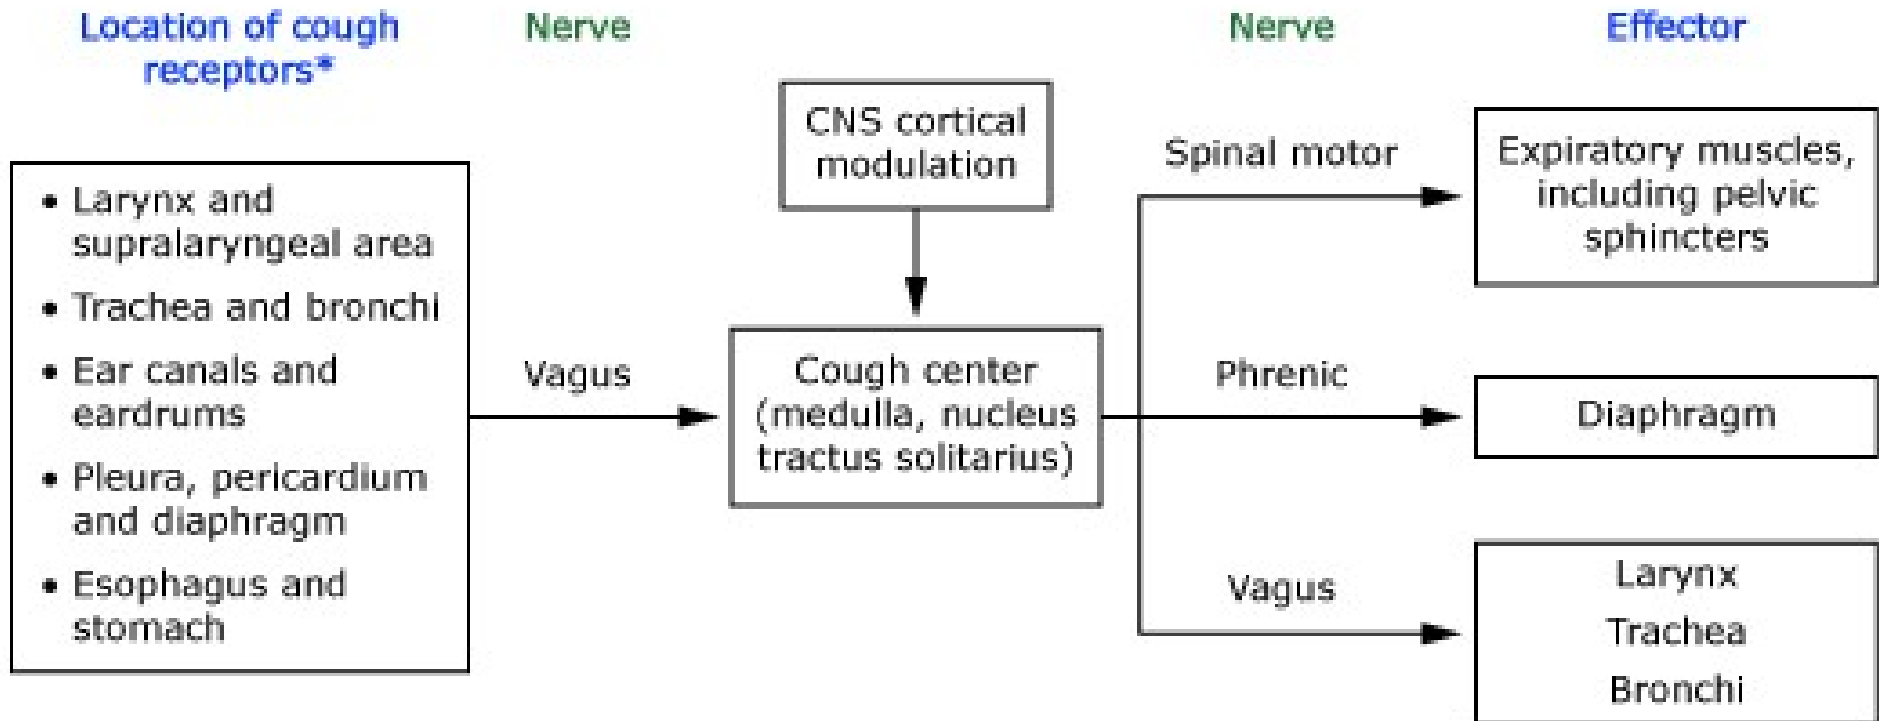 Location of cough
receptors*
Nerve
Nerve
Effector
• Larynx and
supralaryngeal area
• Trachea and bronchi
• Ear canals and
eardrums
• Pleura, pericardium
and diaphragm
• Esophagus and
stomach
Vagus
CNS cortical
modulation
Cough center
(medulla, nucleus
tractus solitarius)
Spinal motor
Expiratory muscles,
including pelvic
sphincters
Phrenic
Diaphragm
Vagus
Larynx
Trachea
Bronchi